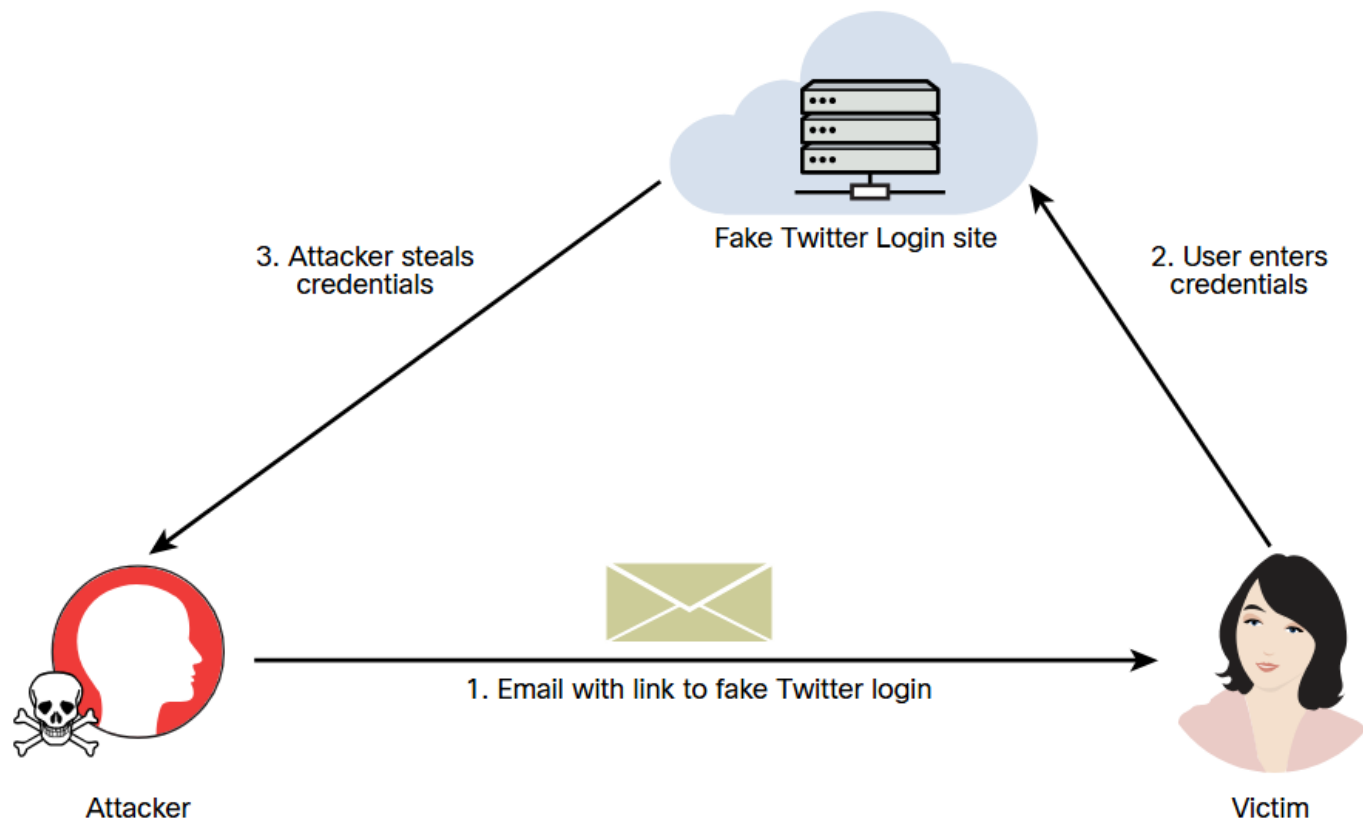 Fake Twitter Login site
3. Attacker steals
credentials
2. User enters
credentials
1. Email with link to fake Twitter login
Attacker
Victim